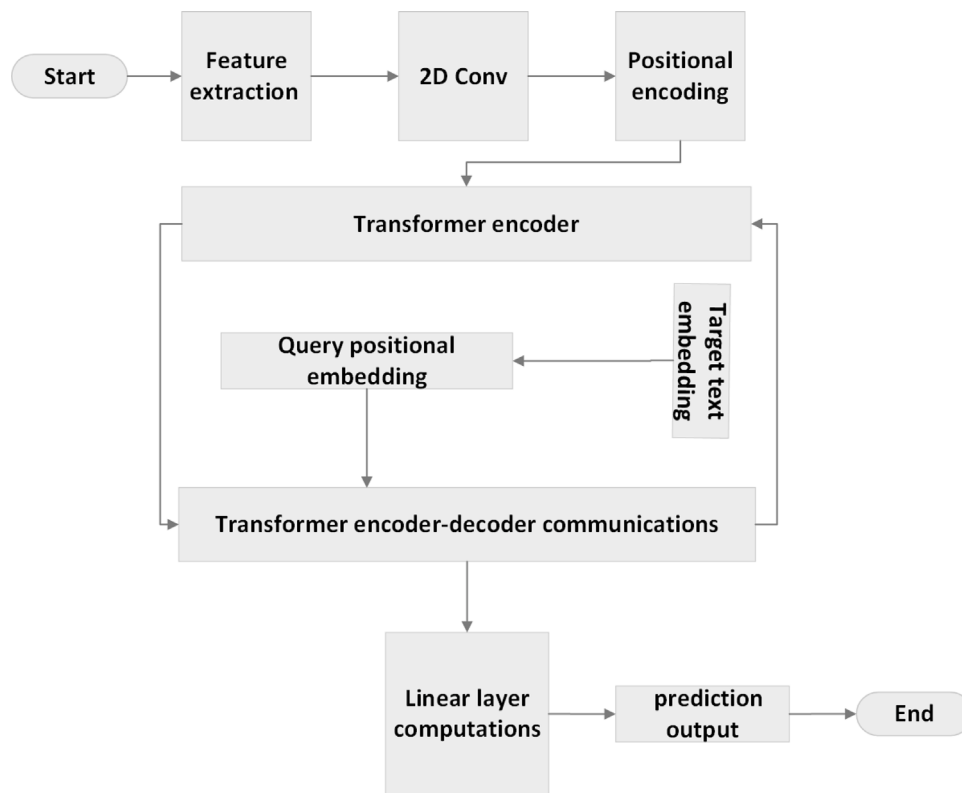 Start
Feature
extraction
2D Conv
Positional
encoding
Transformer encoder
Target text
embedding
Query positional
embedding
Transformer encoder-decoder communications
Linear layer
computations
prediction
output
End